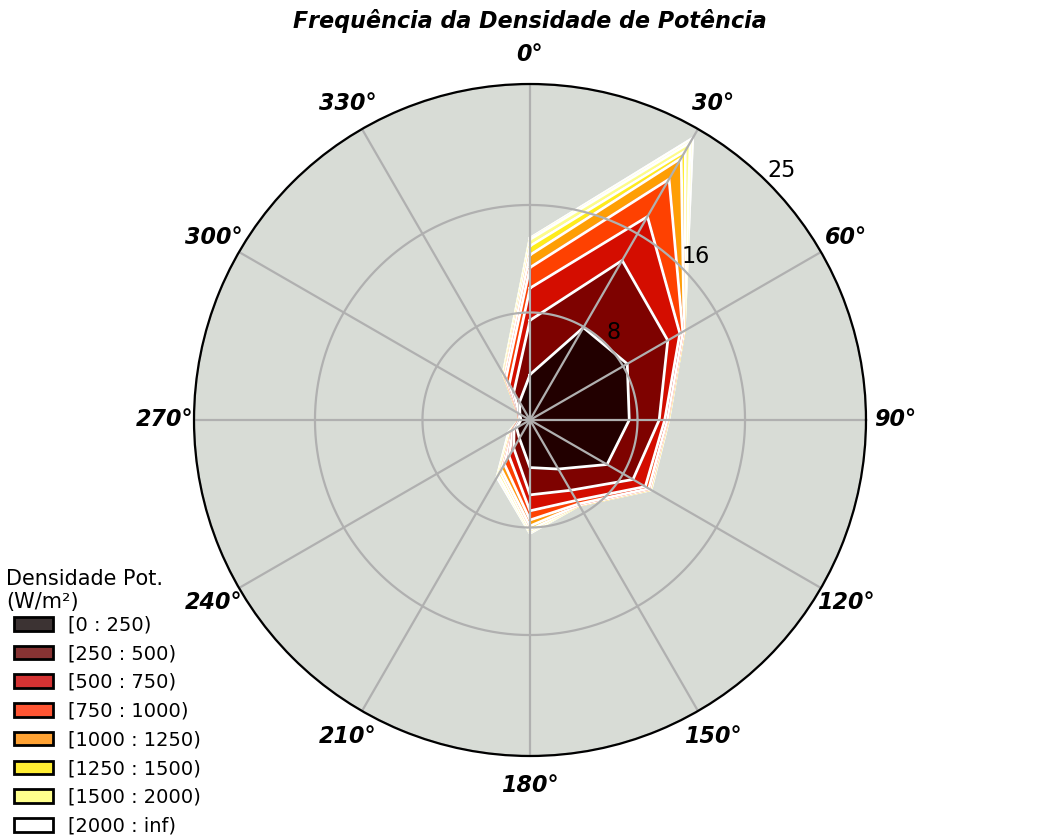 Frequência da Densidade de Potência
0°
330°
30°
25
300°
60°
16
8
270°
90°
240°
120°
210°
150°
180°
Densidade Pot.
(W/m²)
[0 : 250)
[250 : 500)
[500 : 750)
[750 : 1000)
[1000 : 1250)
[1250 : 1500)
[1500 : 2000)
[2000 : inf)